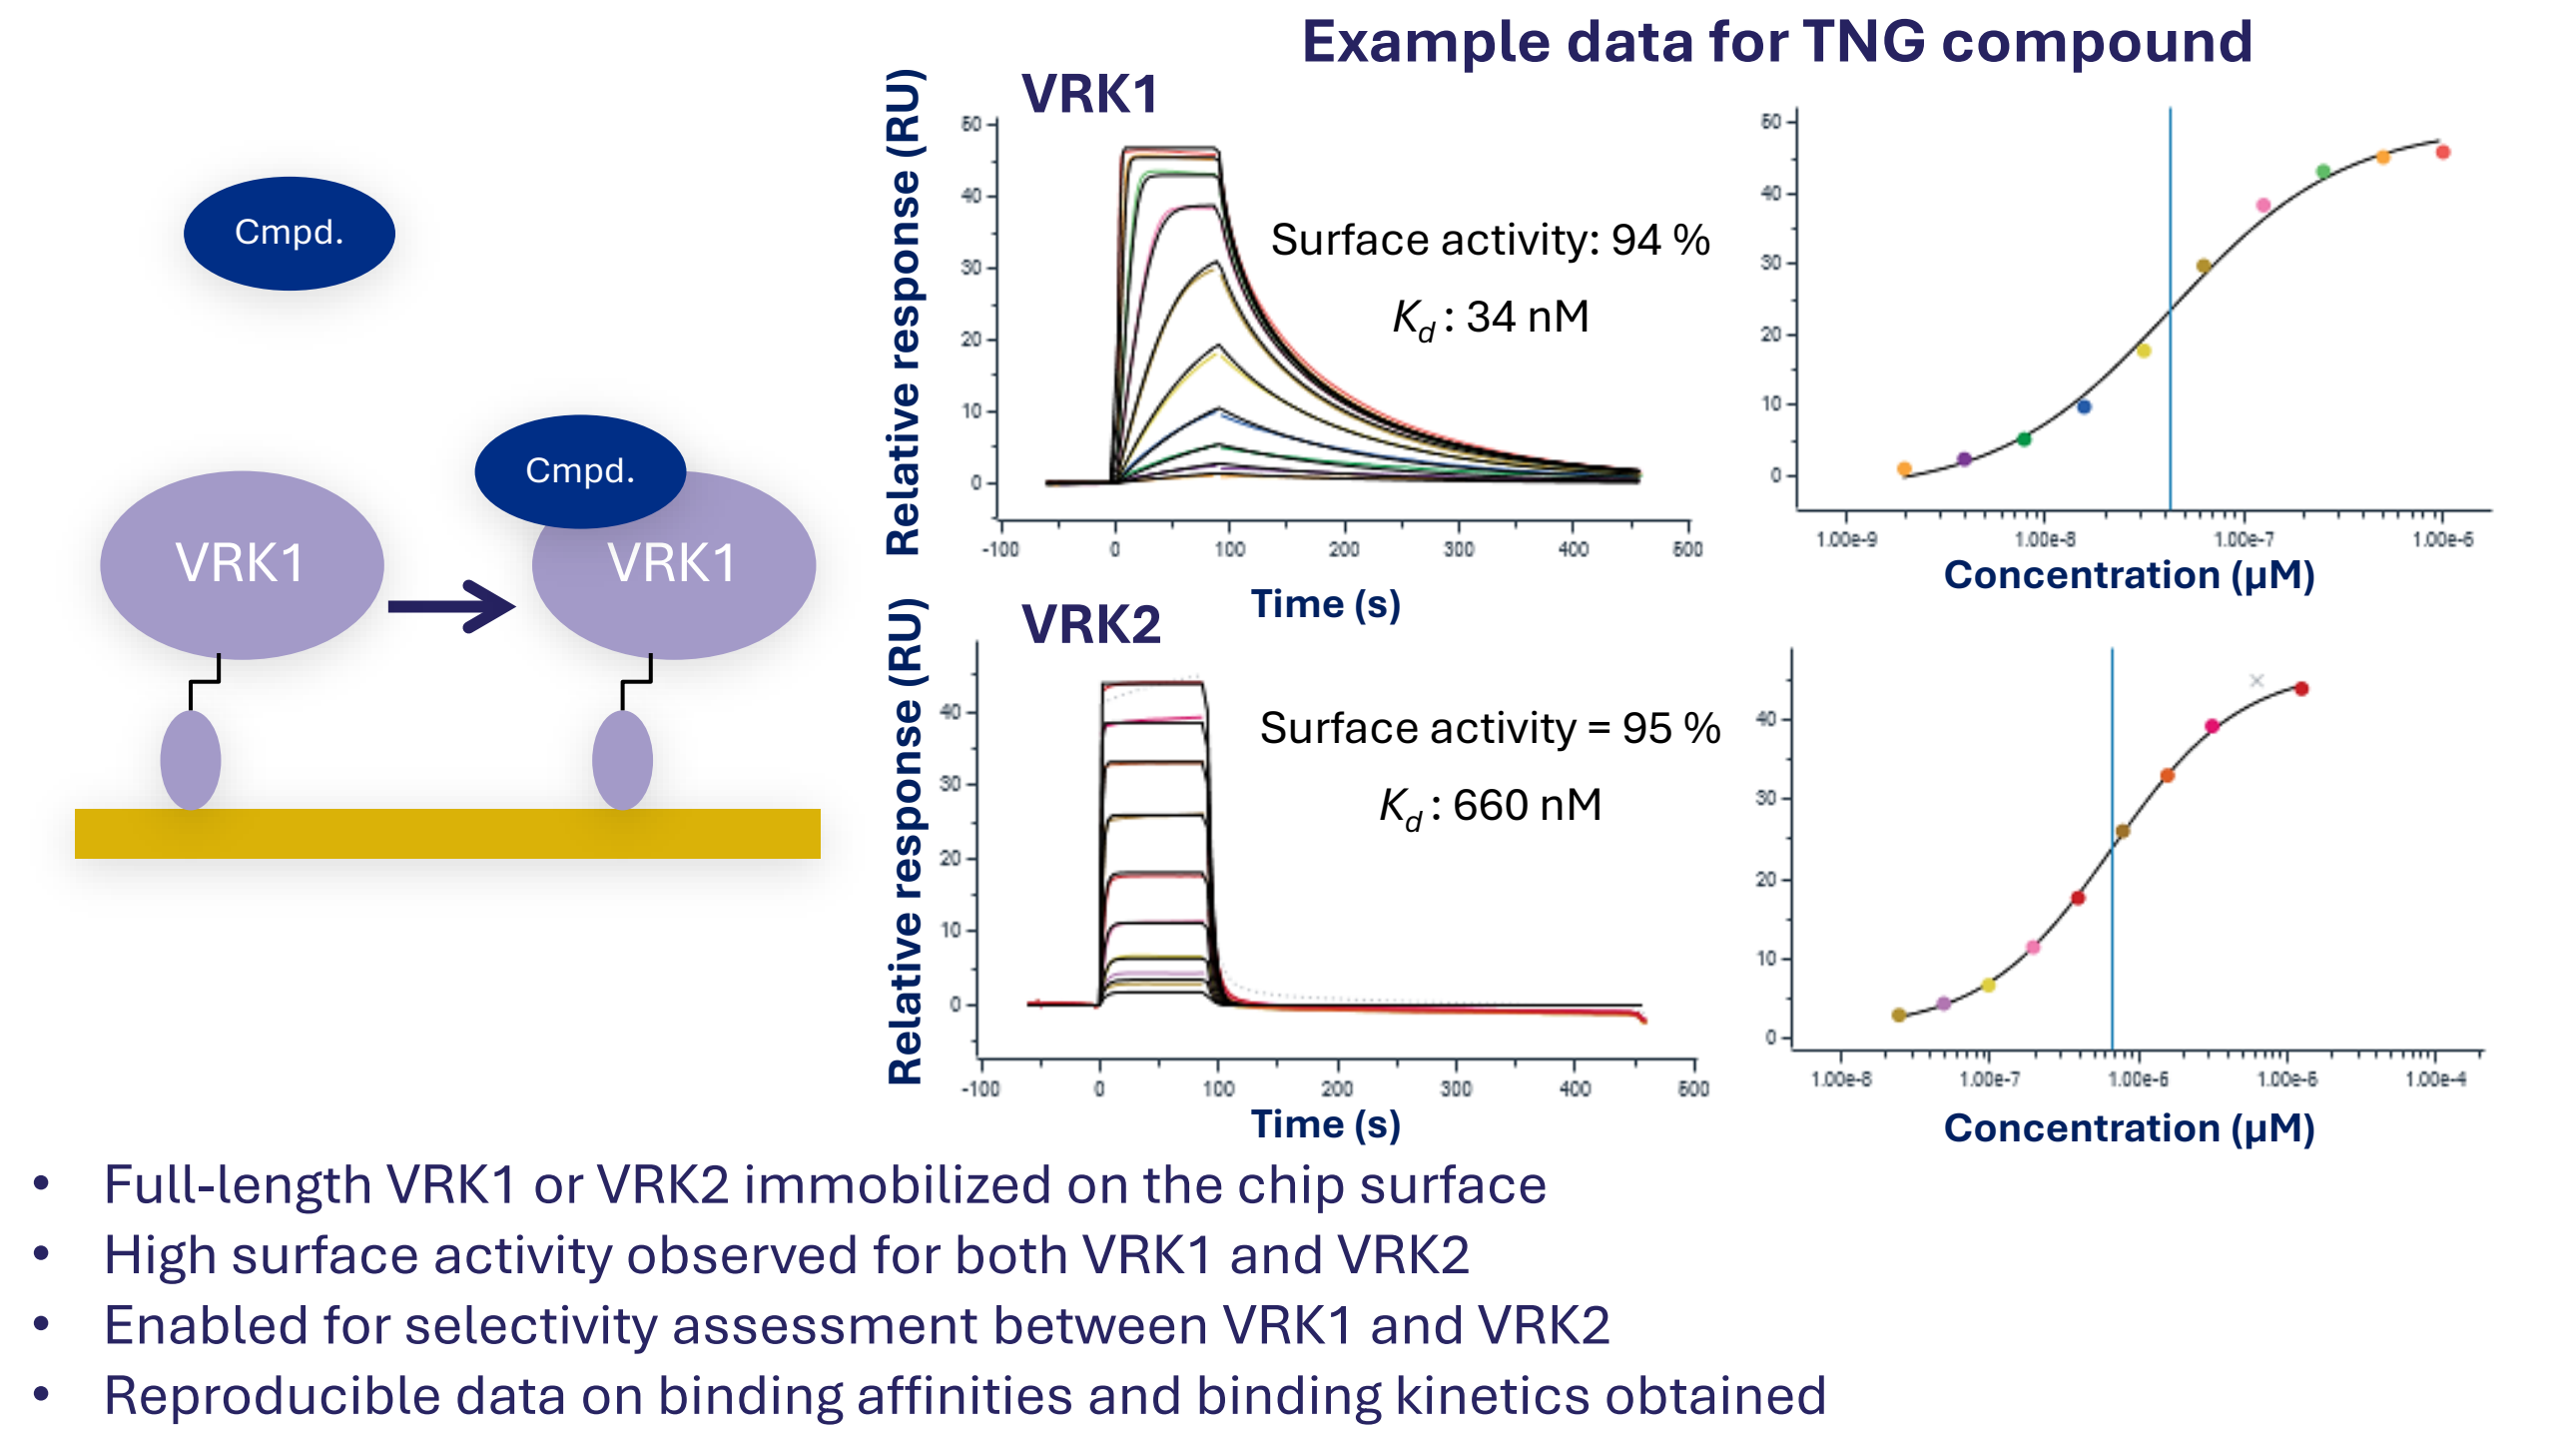 Example data for TNG compound
Cmpd.
Cmpd.
VRK1
VRK1
VRK1
Relative response (RU)
50
40
30
20
10
0
-100 0 100 200 300 400 500
Time (s)
Surface activity: 94 %
Kd : 34 nM
50
40
30
20
10
0
1.00e-9 1.00e-8 1.00e-7 1.00e-6
Concentration (µM)
VRK2
Relative response (RU)
40
30
20
10
0
-100 0 100 200 300 400 500
Time (s)
Surface activity = 95 %
Kd : 660 nM
40
30
20
10
0
1.00e-8 1.00e-7 1.00e-6 1.00e-5 1.00e-4
Concentration (µM)
• Full-length VRK1 or VRK2 immobilized on the chip surface
• High surface activity observed for both VRK1 and VRK2
• Enabled for selectivity assessment between VRK1 and VRK2
• Reproducible data on binding affinities and binding kinetics obtained